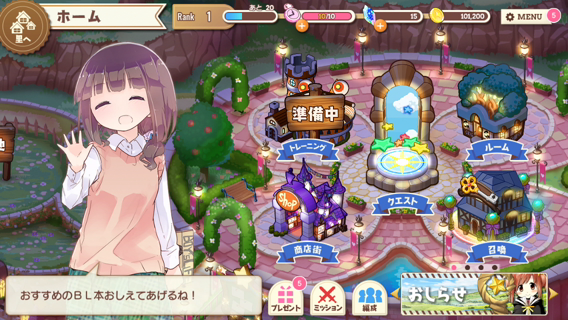 里へ
ホーム
Rank 1
あと 20
10/10
15
101,200
MENU
5
準備中
トレーニング
ルーム
クエスト
SHOP
商店街
召喚
おすすめのＢＬ本おしえてあげるね！
5
プレゼント
ミッション
編成
おしらせ